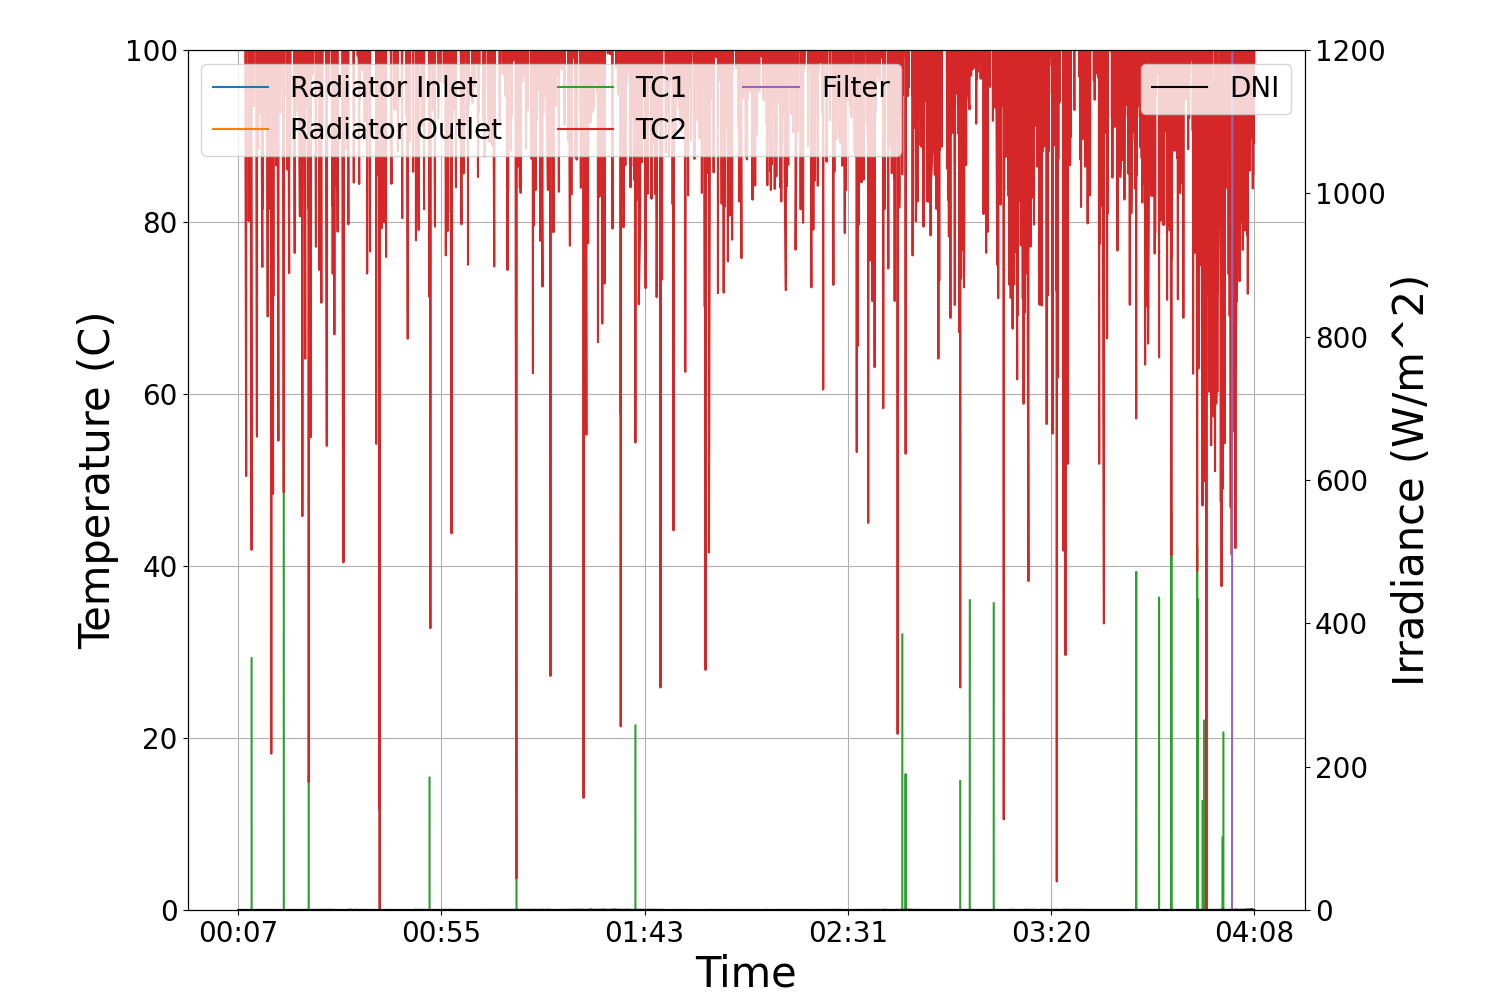 Radiator Inlet
Radiator Outlet
TC1
TC2
Filter
DNI
100
80
60
40
20
0
Temperature (C)
1200
1000
800
600
400
200
0
Irradiance (W/m^2)
00:07 00:55 01:43 02:31 03:20 04:08
Time